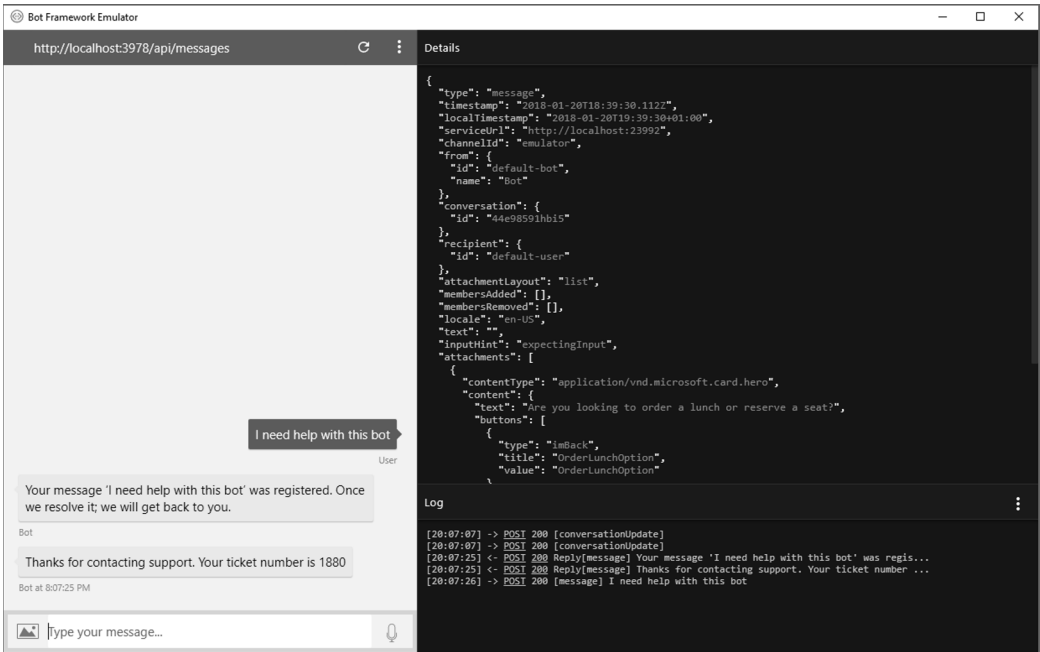 Bot Framework Emulator
http://localhost:3978/api/messages
I need help with this bot
User
Your message 'I need help with this bot' was registered. Once
we resolve it; we will get back to you.
Bot
Thanks for contacting support. Your ticket number is 1880
Bot at 8:07:25 PM
Type your message...
Details
{
"type": "message",
"timestamp": "2018-01-20T18:39:30.112Z",
"localTimestamp": "2018-01-20T19:39:30+01:00",
"serviceUrl": "http://localhost:23992",
"channelId": "emulator",
"from": {
"id": "default-bot",
"name": "Bot"
},
"conversation": {
"id": "44e98591hbi5"
},
"recipient": {
"id": "default-user"
},
"attachmentLayout": "list",
"membersAdded": [],
"membersRemoved": [],
"locale": "en-US",
"text": "",
"inputHint": "expectingInput",
"attachments": [
{
"contentType": "application/vnd.microsoft.card.hero",
"content": {
"text": "Are you looking to order a lunch or reserve a seat?",
"buttons": [
{
"type": "imBack",
"title": "OrderLunchOption",
"value": "OrderLunchOption"
Log
[20:07:07] -> POST 200 [conversationUpdate]
[20:07:07] -> POST 200 [conversationUpdate]
[20:07:25] <- POST 200 Reply[message] Your message 'I need help with this bot' was regis...
[20:07:25] <- POST 200 Reply[message] Thanks for contacting support. Your ticket number ...
[20:07:26] -> POST 200 [message] I need help with this bot